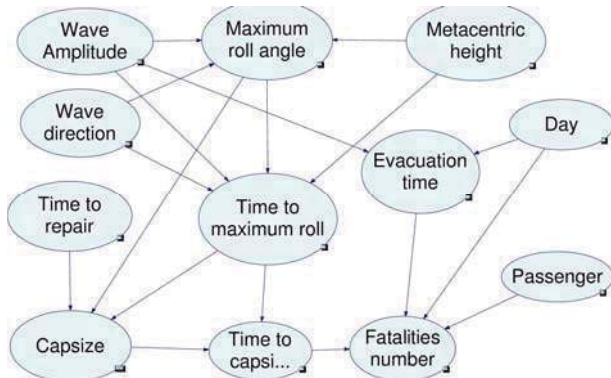 Wave
Amplitude
Maximum
roll angle
Metacentric
height
Wave
direction
Day
Evacuation
time
Time to
repair
Time to
maximum roll
Passenger
Capsize
Time to
capsi...
Fatalities
number